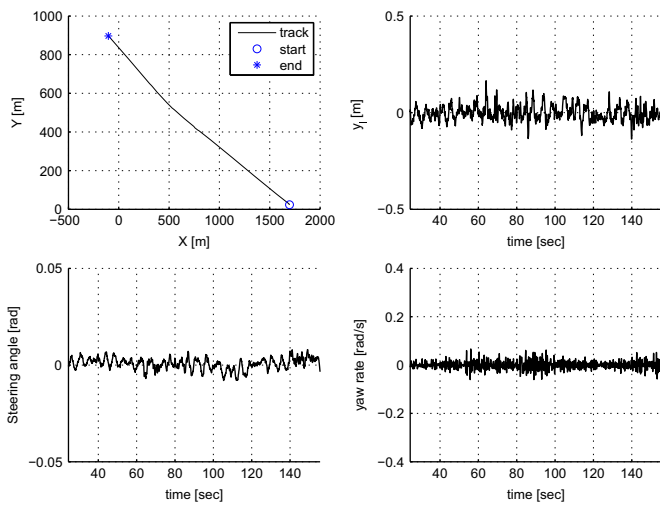 1000
800
600
400
200
0
Y [m]
−500 0 500 1000 1500 2000
X [m]
track
start
end
0.5
0
−0.5
y_l [m]
40 60 80 100 120 140
time [sec]
0.05
0
−0.05
Steering angle [rad]
40 60 80 100 120 140
time [sec]
0.4
0.2
0
−0.2
−0.4
yaw rate [rad/s]
40 60 80 100 120 140
time [sec]